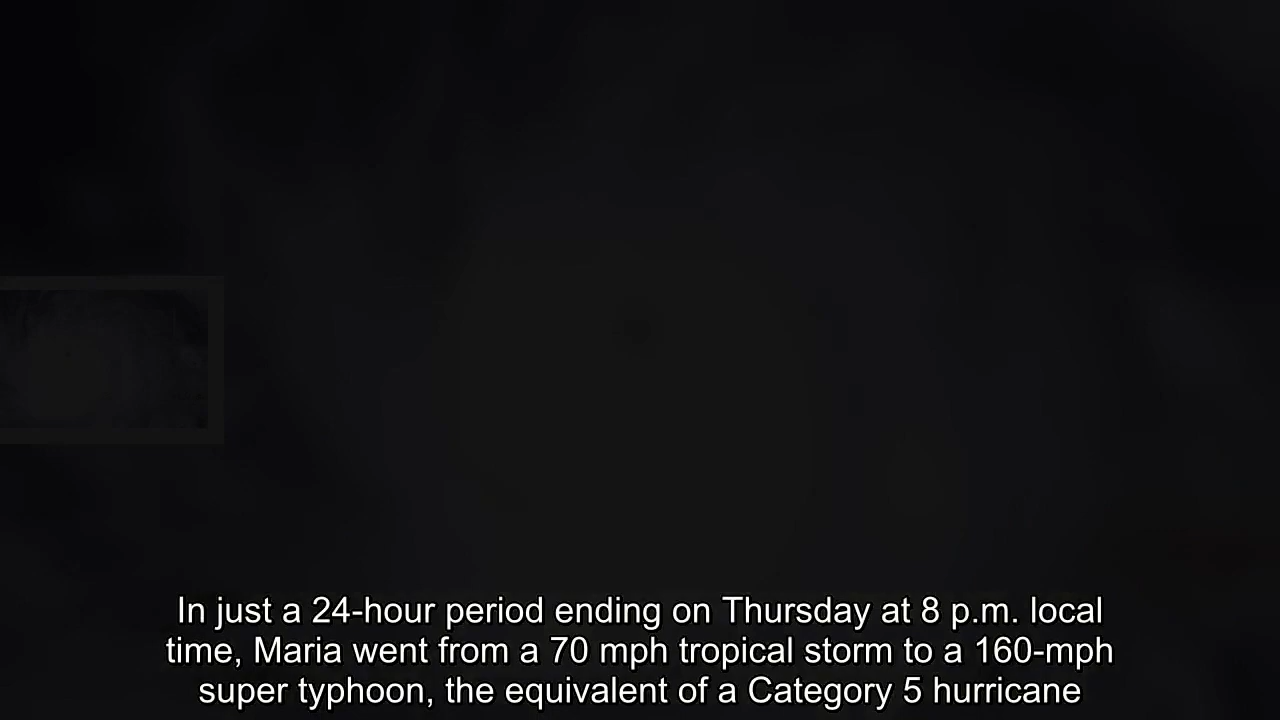 In just a 24-hour period ending on Thursday at 8 p.m. local
time, Maria went from a 70 mph tropical storm to a 160-mph
super typhoon, the equivalent of a Category 5 hurricane